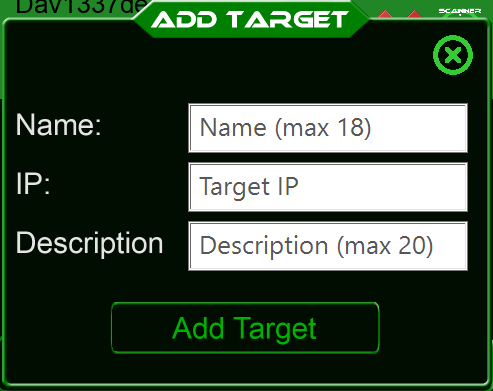 Dav1337de
ADD TARGET
SCANNER
Name:
Name (max 18)
IP:
Target IP
Description
Description (max 20)
Add Target